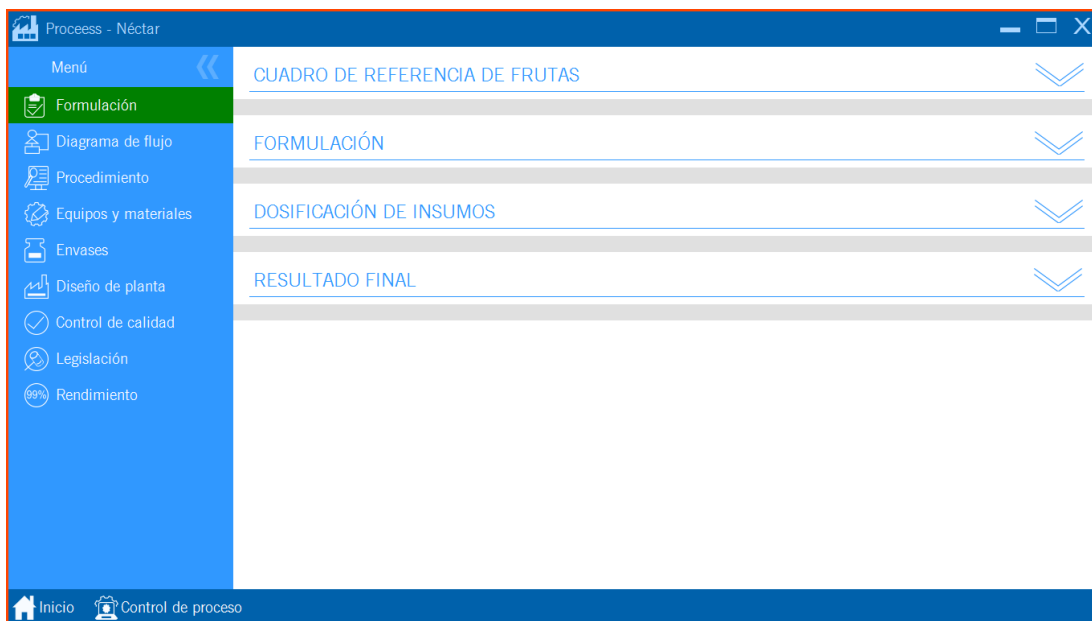 Proceess - Néctar
Menú
Formulación
Diagrama de flujo
Procedimiento
Equipos y materiales
Envases
Diseño de planta
Control de calidad
Legislación
99%
Rendimiento
CUADRO DE REFERENCIA DE FRUTAS
FORMULACIÓN
DOSIFICACIÓN DE INSUMOS
RESULTADO FINAL
Inicio
Control de proceso